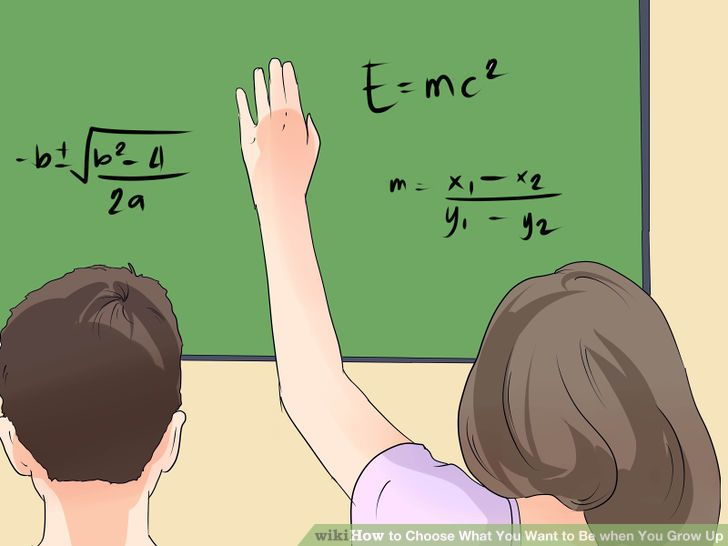 E = mc²
-b ± √b² - 4
2a
m = x₁ - x₂
y₁ - y₂
wikiHow to Choose What You Want to Be when You Grow Up